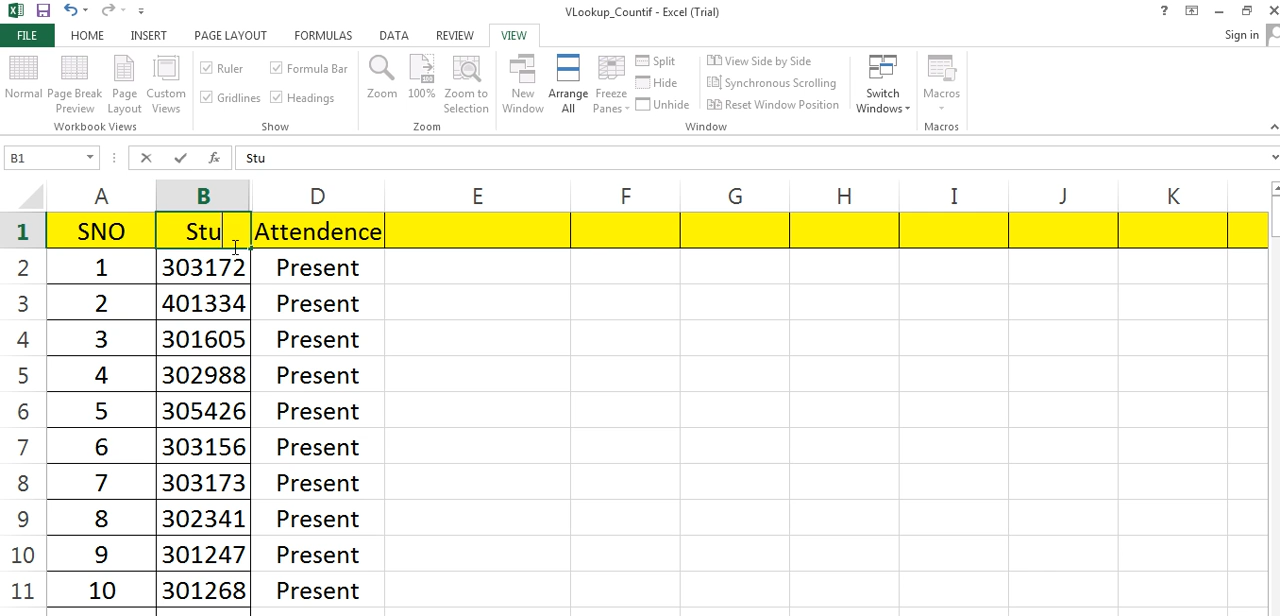 VLookup_Countif - Excel (Trial)
?
FILE HOME INSERT PAGE LAYOUT FORMULAS DATA REVIEW VIEW Sign in
Normal
Page Break Preview
Page Layout
Custom Views
Workbook Views
Ruler
Formula Bar
Gridlines
Headings
Show
Zoom
100%
Zoom to Selection
Zoom
New Window
Arrange All
Freeze Panes
Split
Hide
Unhide
View Side by Side
Synchronous Scrolling
Reset Window Position
Switch Windows
Window
Macros
Macros
B1 fx Stu
A B D E F G H I J K
1 SNO Stu Attendence
2 1 303172 Present
3 2 401334 Present
4 3 301605 Present
5 4 302988 Present
6 5 305426 Present
7 6 303156 Present
8 7 303173 Present
9 8 302341 Present
10 9 301247 Present
11 10 301268 Present